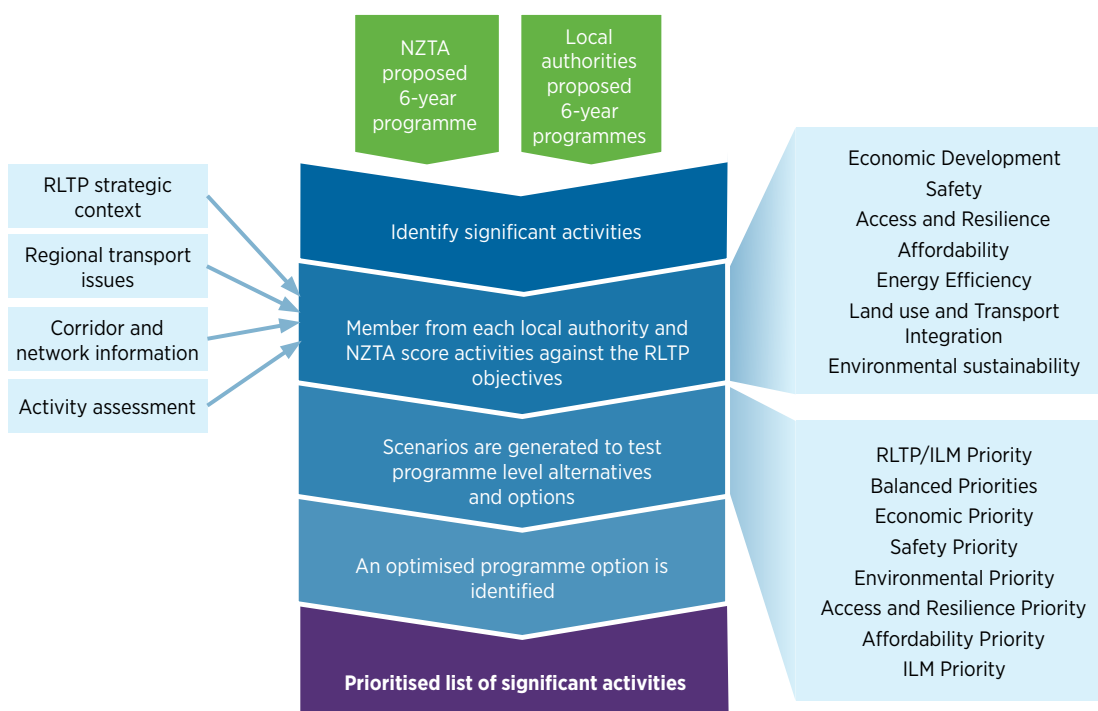 NZTA
proposed
6-year
programme
Local
authorities
proposed
6-year
programmes
RLTP strategic
context
Regional transport
issues
Corridor and
network information
Activity assessment
Identify significant activities
Member from each local authority and
NZTA score activities against the RLTP
objectives
Scenarios are generated to test
programme level alternatives
and options
An optimised programme option is
identified
Prioritised list of significant activities
Economic Development
Safety
Access and Resilience
Affordability
Energy Efficiency
Land use and Transport
Integration
Environmental sustainability
RLTP/ILM Priority
Balanced Priorities
Economic Priority
Safety Priority
Environmental Priority
Access and Resilience Priority
Affordability Priority
ILM Priority